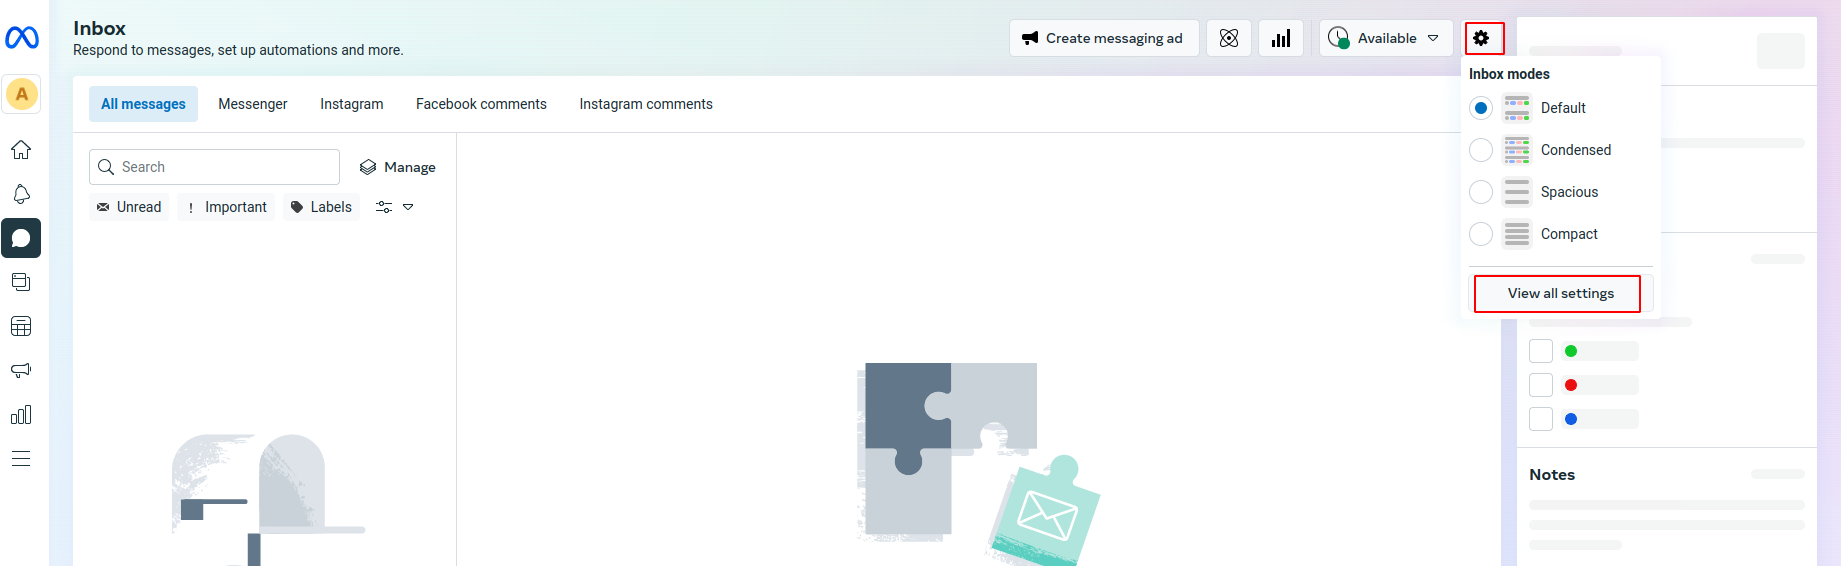 Inbox
Respond to messages, set up automations and more.
Create messaging ad
Available
A
All messages
Messenger
Instagram
Facebook comments
Instagram comments
Search
Manage
Unread
Important
Labels
Inbox modes
Default
Condensed
Spacious
Compact
View all settings
Notes